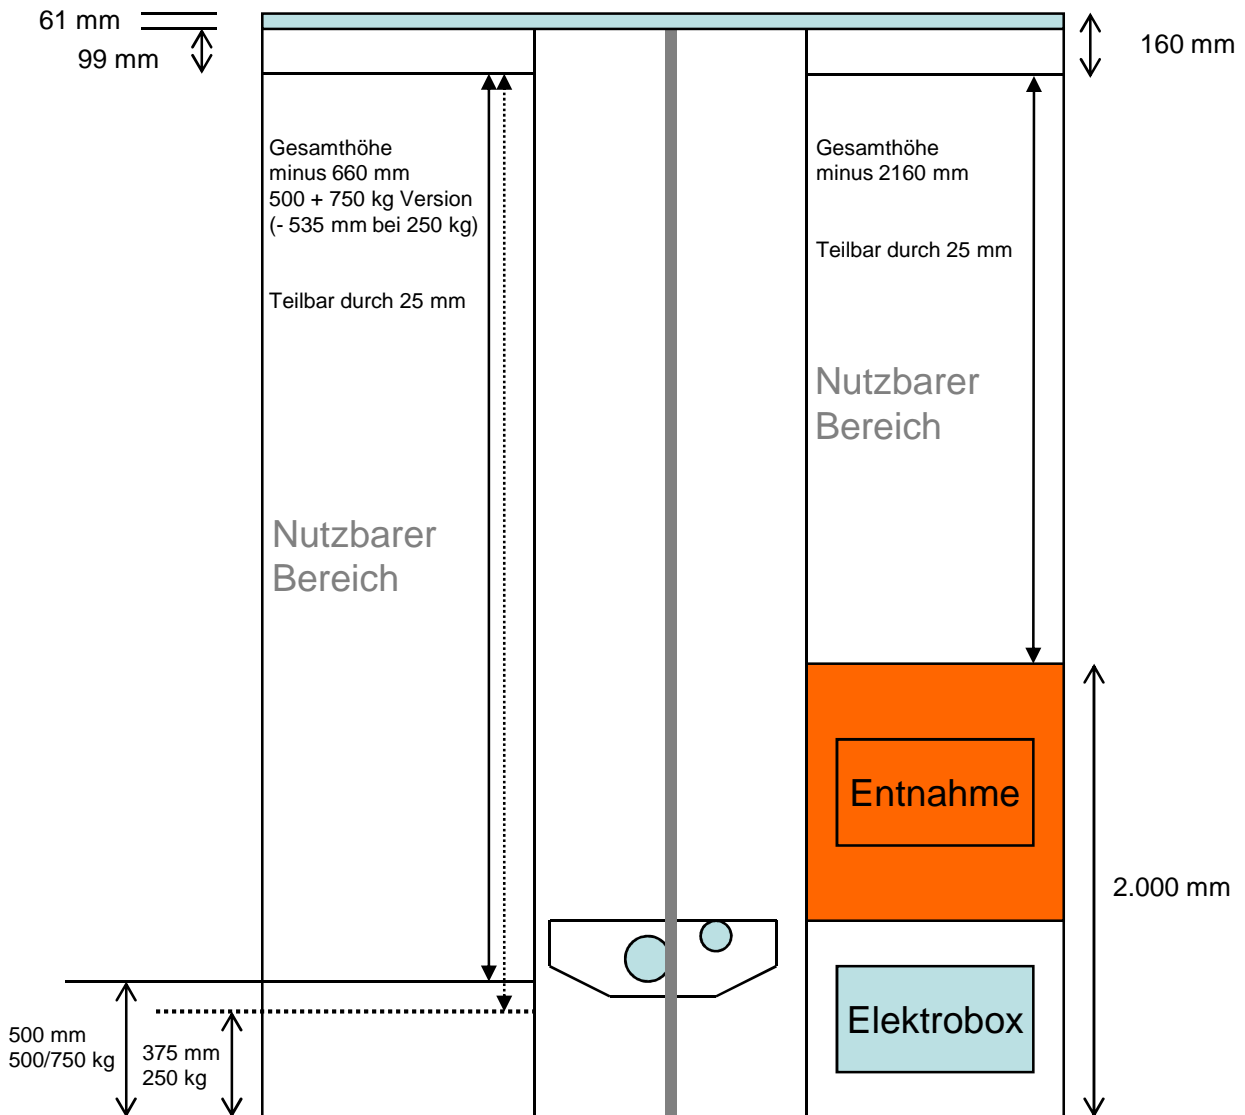 61 mm
99 mm
160 mm
Gesamthöhe
minus 660 mm
500 + 750 kg Version
(- 535 mm bei 250 kg)
Teilbar durch 25 mm
Gesamthöhe
minus 2160 mm
Teilbar durch 25 mm
Nutzbarer
Bereich
Nutzbarer
Bereich
Entnahme
2.000 mm
Elektrobox
500 mm
500/750 kg
375 mm
250 kg